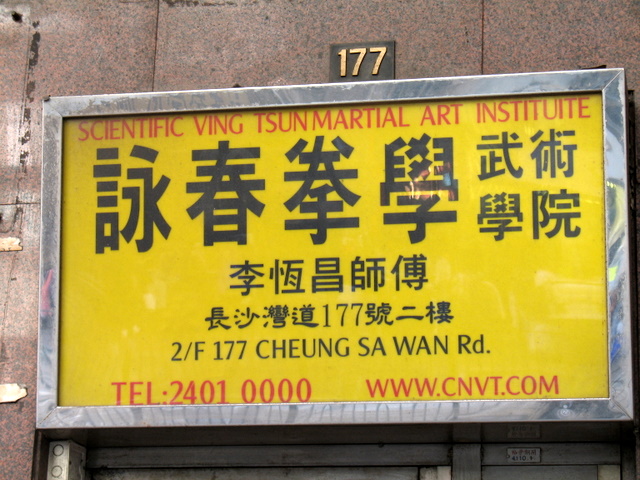 177
SCIENTIFIC VING TSUN MARTIAL ART INSTITUITE
詠春拳學 武術學院
李恆昌師傅
長沙灣道177號二樓
2/F 177 CHEUNG SA WAN Rd.
TEL:2401 0000 WWW.CNVT.COM